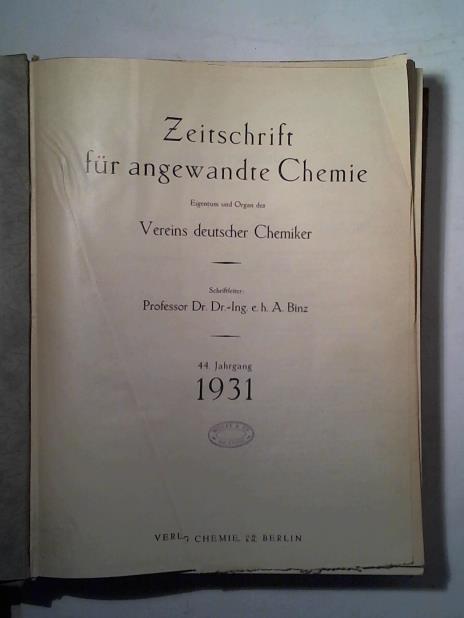 Zeitschrift
für angewandte Chemie
Eigentum und Organ des
Vereins deutscher Chemiker
Schriftleiter:
Professor Dr. Dr.-Ing. e. h. A. Binz
44. Jahrgang
1931
CHEMIE, BERLIN